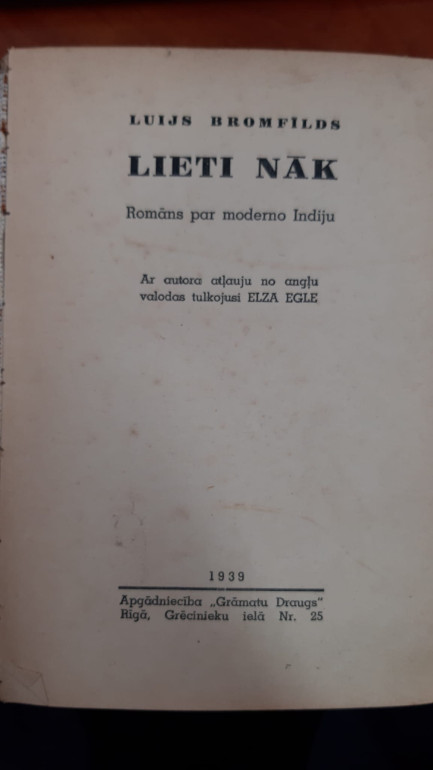 LUIJS BROMFĪLDS
LIETI NĀK
Romāns par moderno Indiju
Ar autora atļauju no angļu
valodas tulkojusi ELZA EGLE
1939
Apgādniecība „Grāmatu Draugs"
Rīgā, Grēcinieku ielā Nr. 25